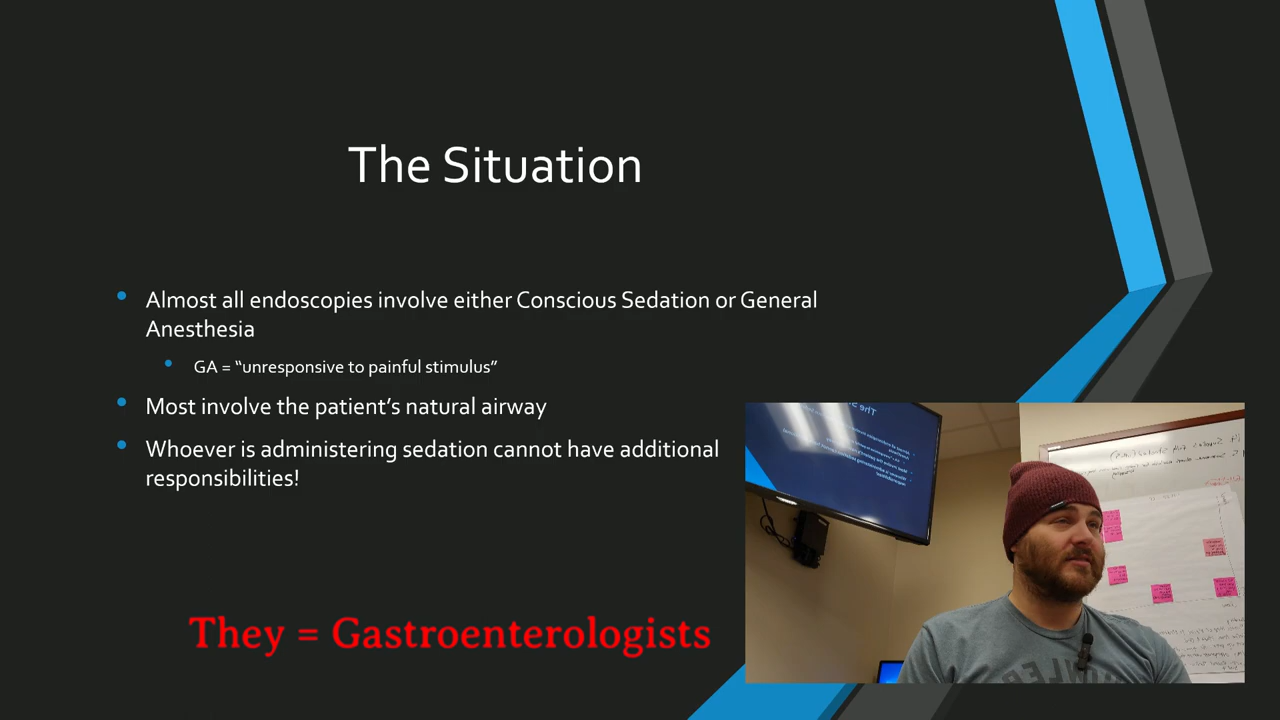 The Situation
Almost all endoscopies involve either Conscious Sedation or General
Anesthesia
GA = “unresponsive to painful stimulus”
Most involve the patient’s natural airway
Whoever is administering sedation cannot have additional
responsibilities!
They = Gastroenterologists